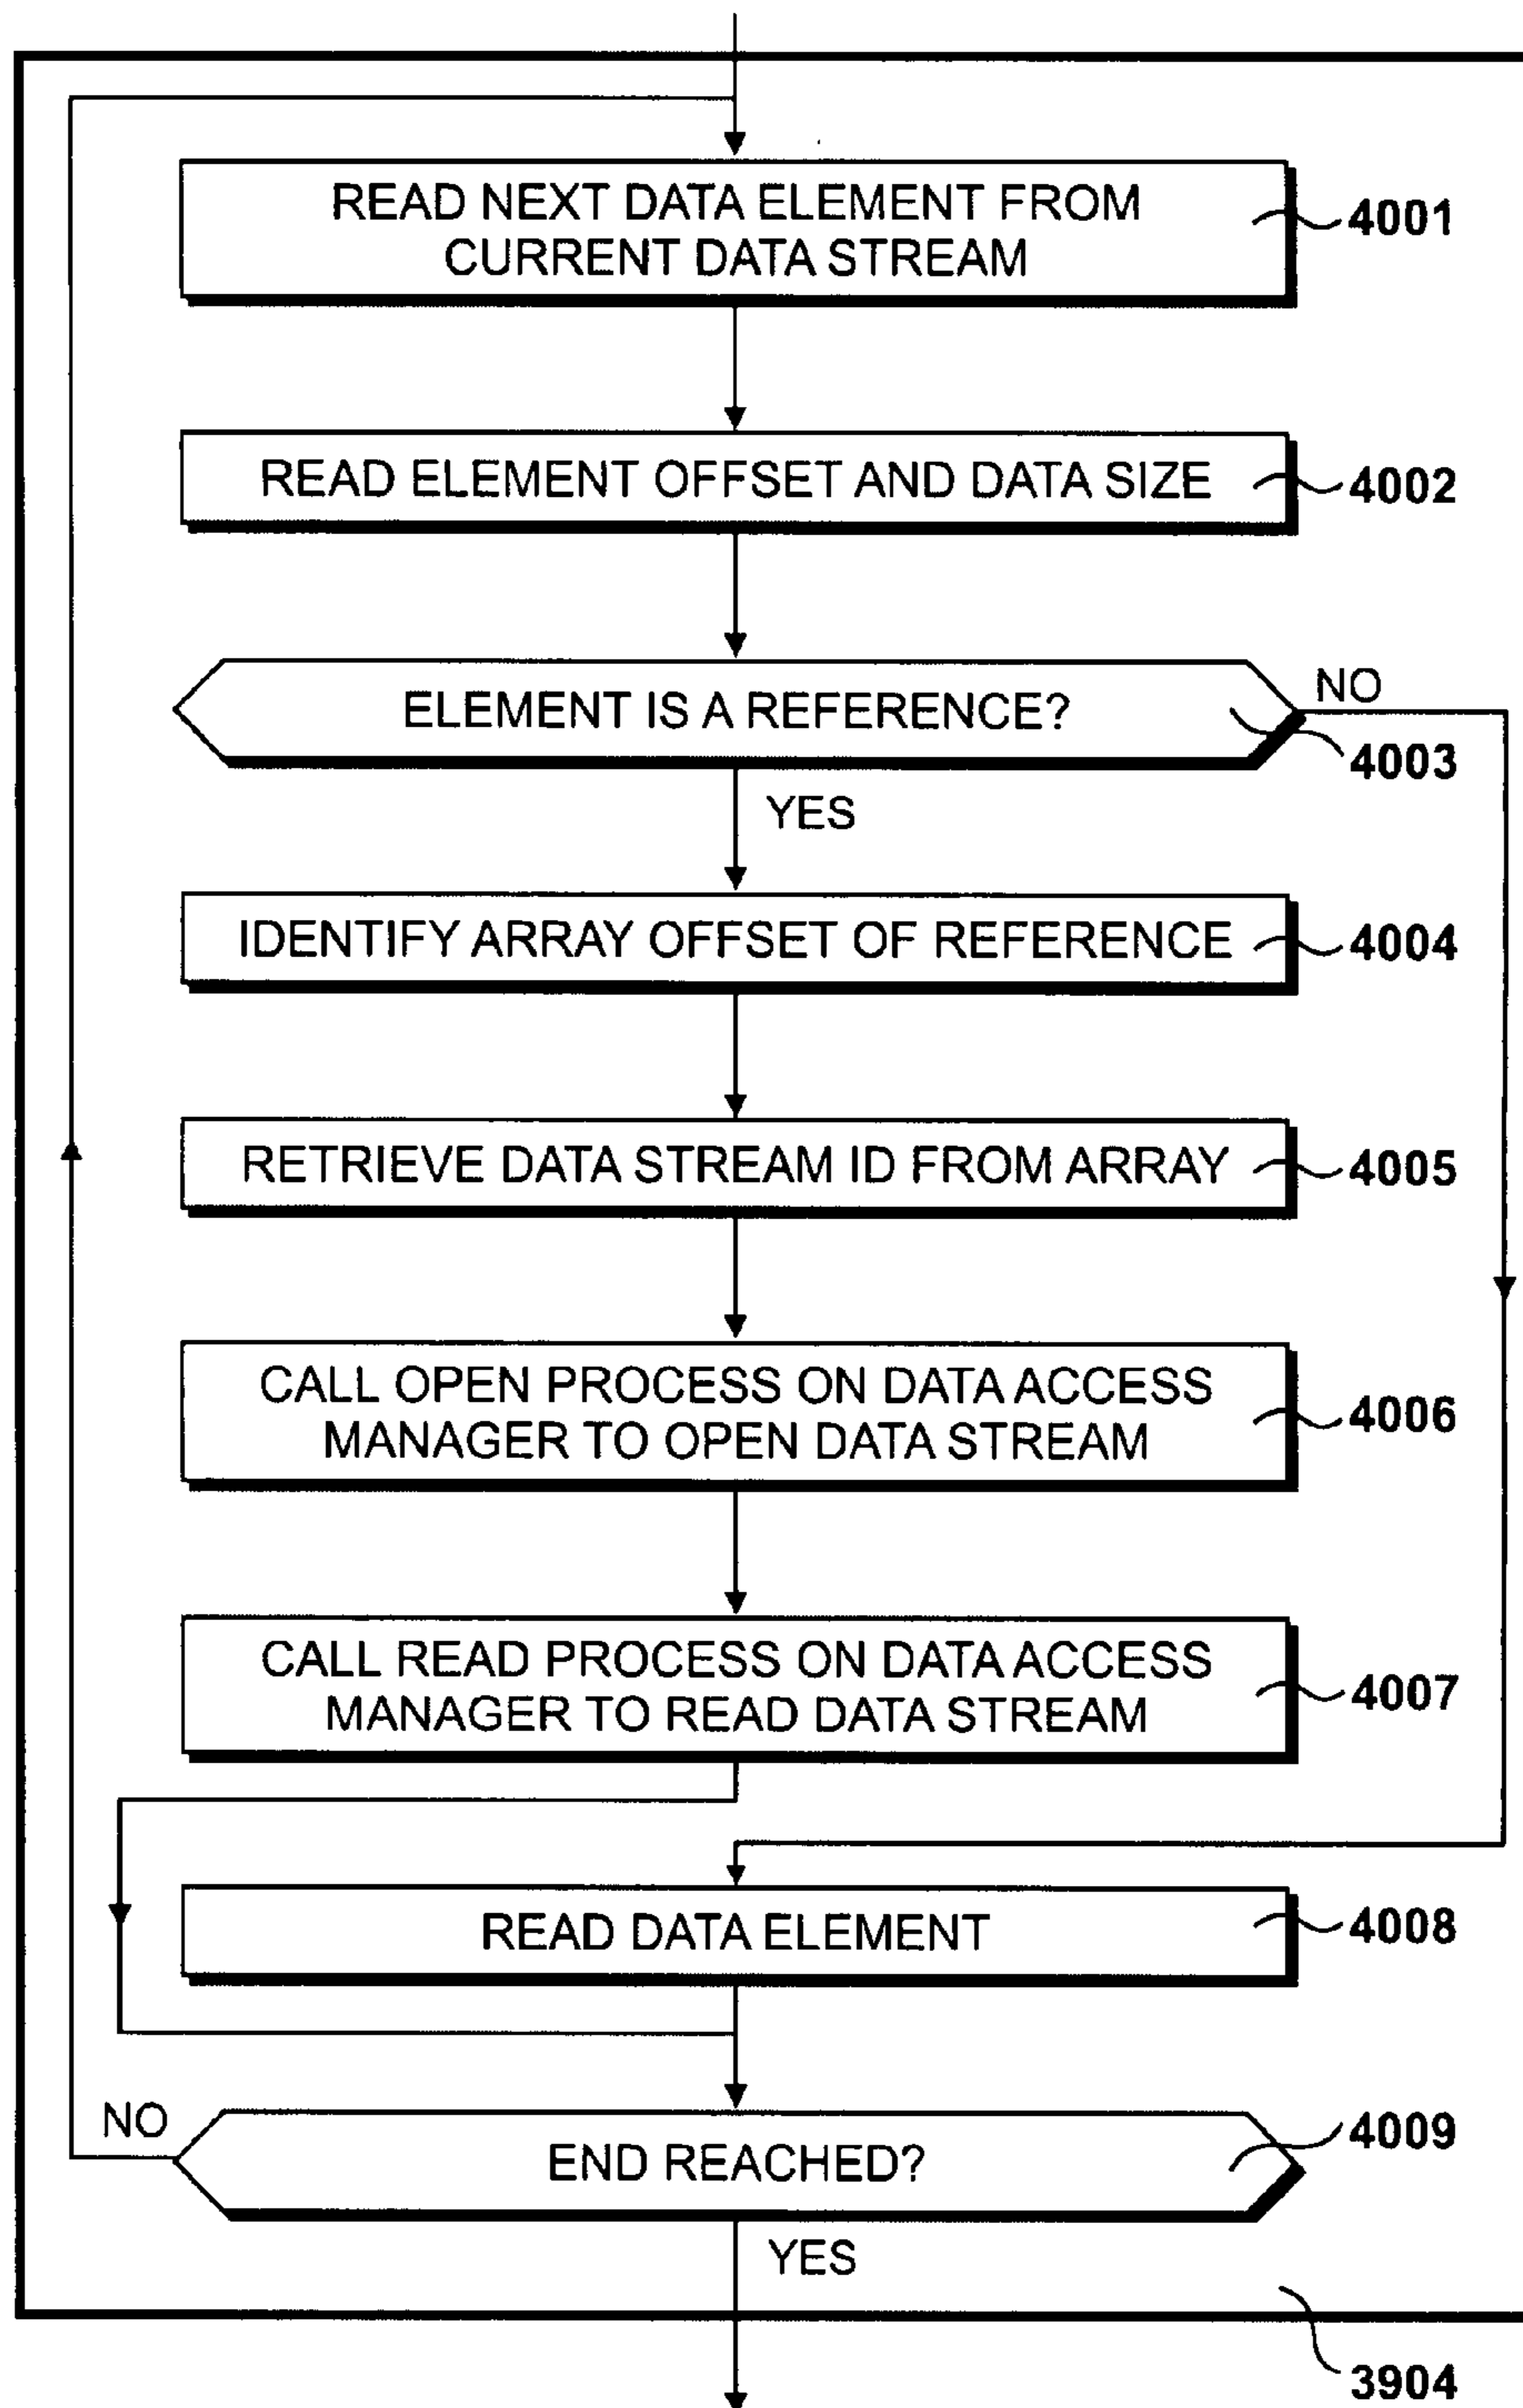 READ NEXT DATA ELEMENT FROM
CURRENT DATA STREAM
4001
READ ELEMENT OFFSET AND DATA SIZE
4002
ELEMENT IS A REFERENCE?
NO
4003
YES
IDENTIFY ARRAY OFFSET OF REFERENCE
4004
RETRIEVE DATA STREAM ID FROM ARRAY
4005
CALL OPEN PROCESS ON DATA ACCESS
MANAGER TO OPEN DATA STREAM
4006
CALL READ PROCESS ON DATA ACCESS
MANAGER TO READ DATA STREAM
4007
READ DATA ELEMENT
4008
NO
END REACHED?
4009
YES
3904